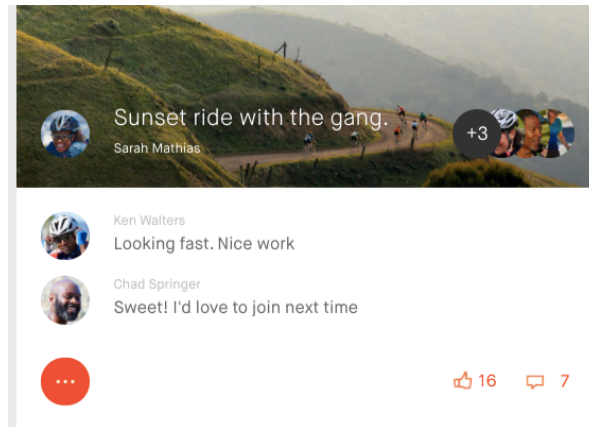 Sunset ride with the gang.
Sarah Mathias
+3
Ken Walters
Looking fast. Nice work
Chad Springer
Sweet! I'd love to join next time
16
7